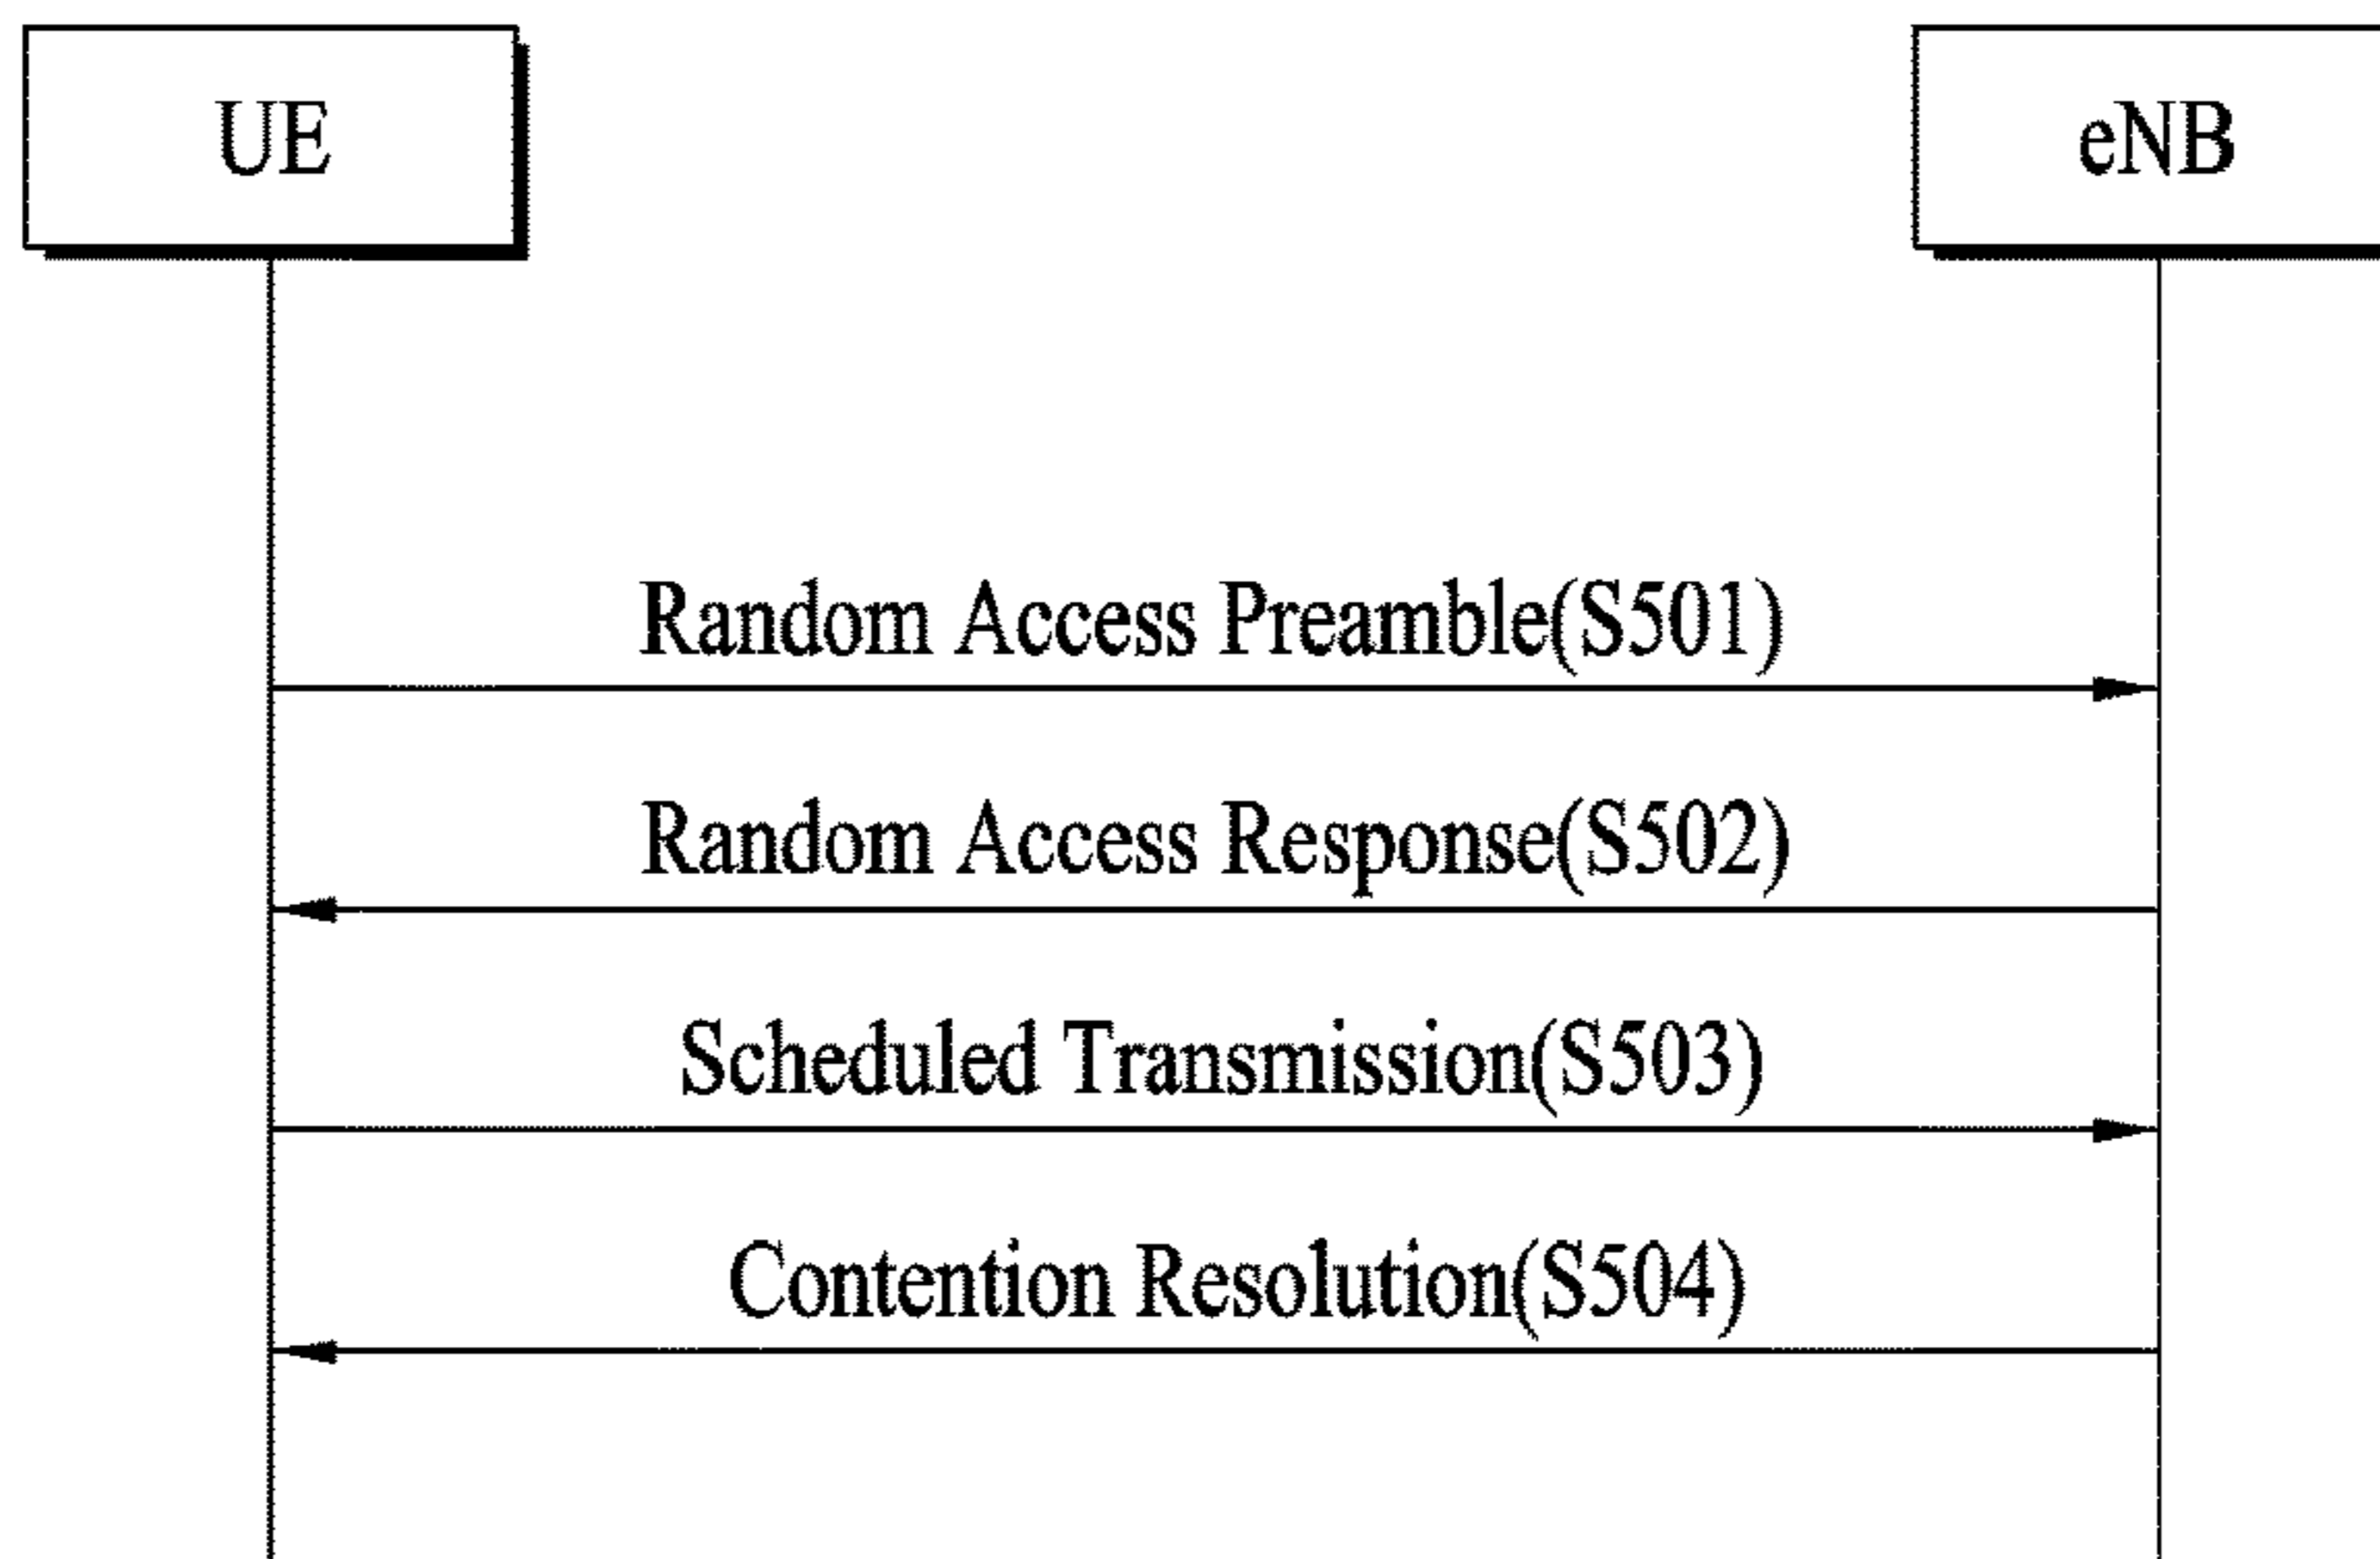 UE
eNB
Random Access Preamble(S501)
Random Access Response(S502)
Scheduled Transmission(S503)
Contention Resolution(S504)